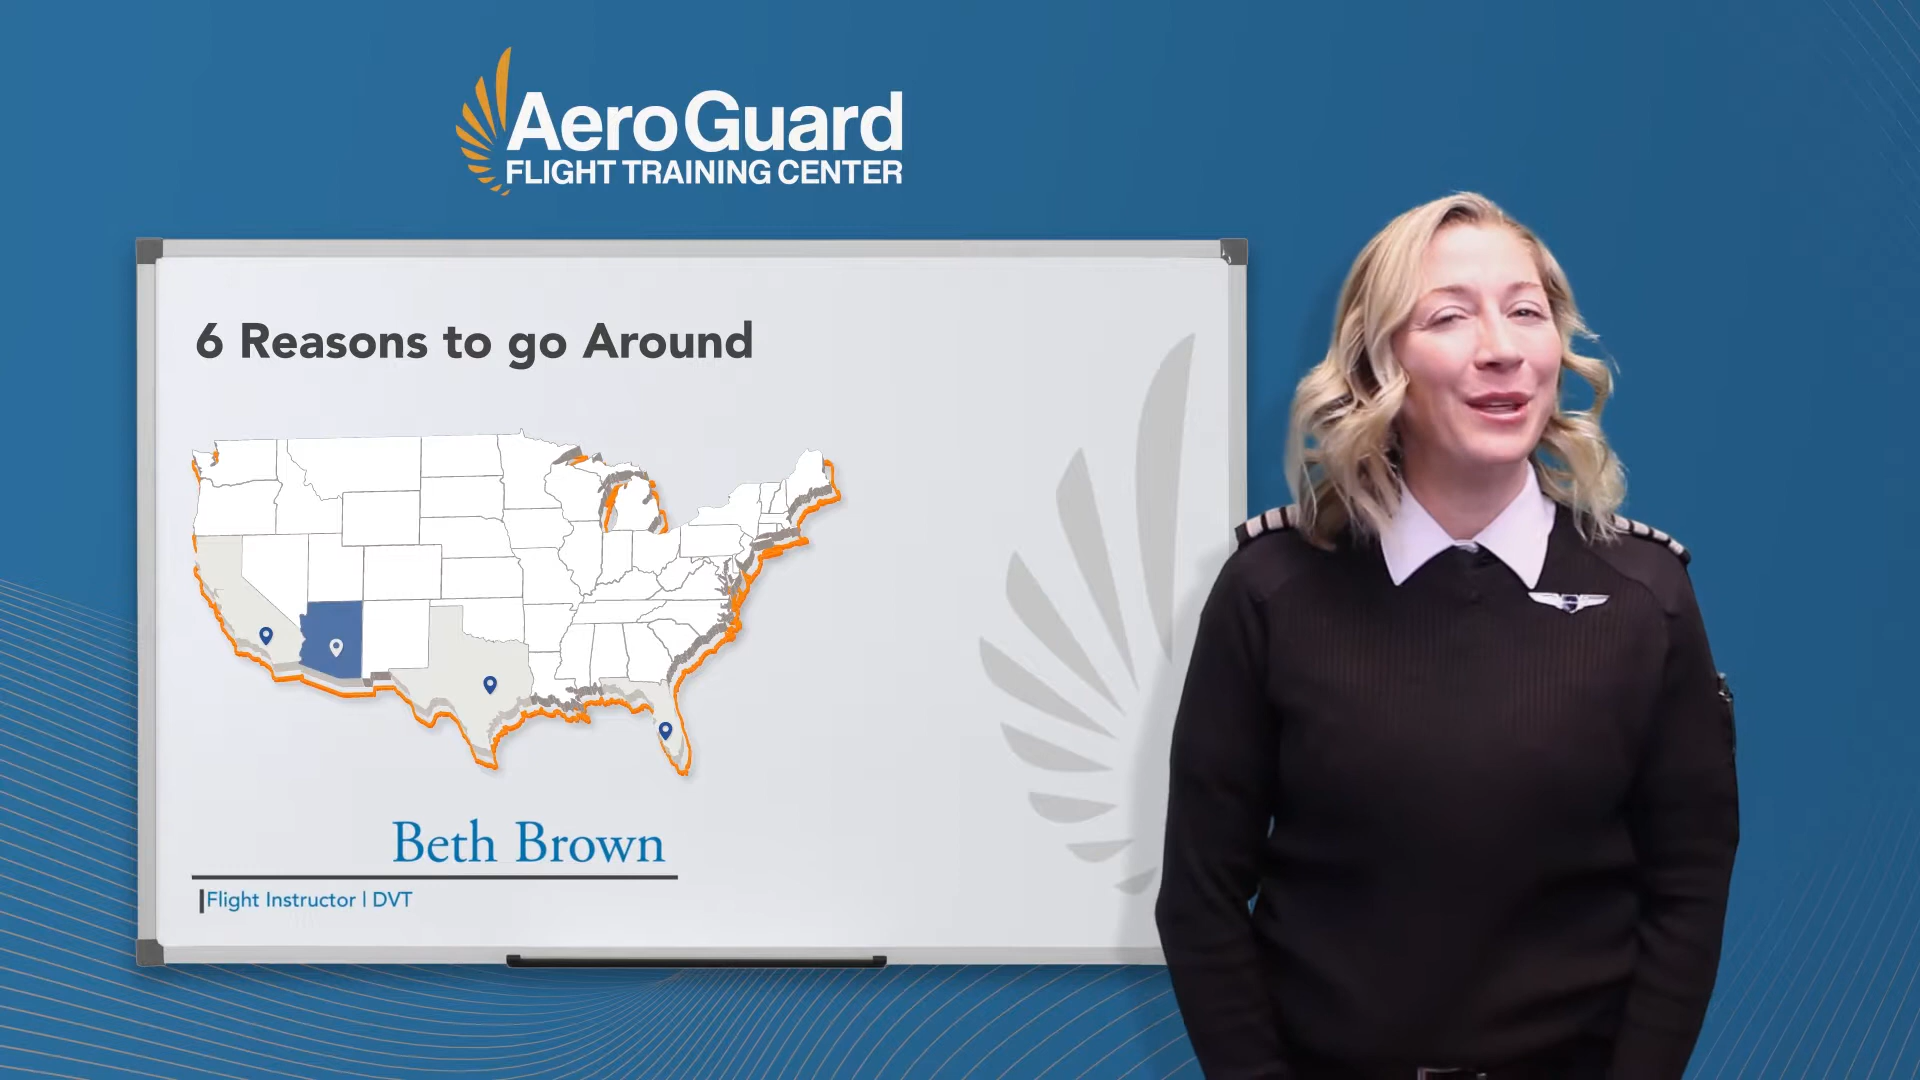 AeroGuard
FLIGHT TRAINING CENTER
6 Reasons to go Around
Beth Brown
Flight Instructor | DVT